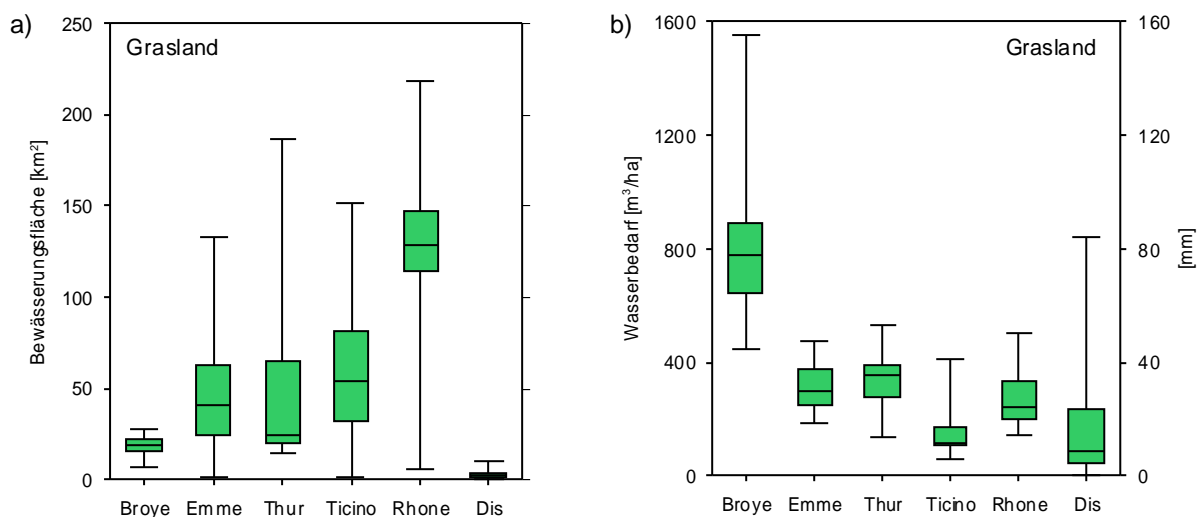 a)
Grasland
Bewässerungsfläche [km²]
250
200
150
100
50
0
Broye Emme Thur Ticino Rhone Dis
b)
Grasland
Wasserbedarf [m³/ha]
1600
1200
800
400
0
160
120
80
40
0
[mm]
Broye Emme Thur Ticino Rhone Dis